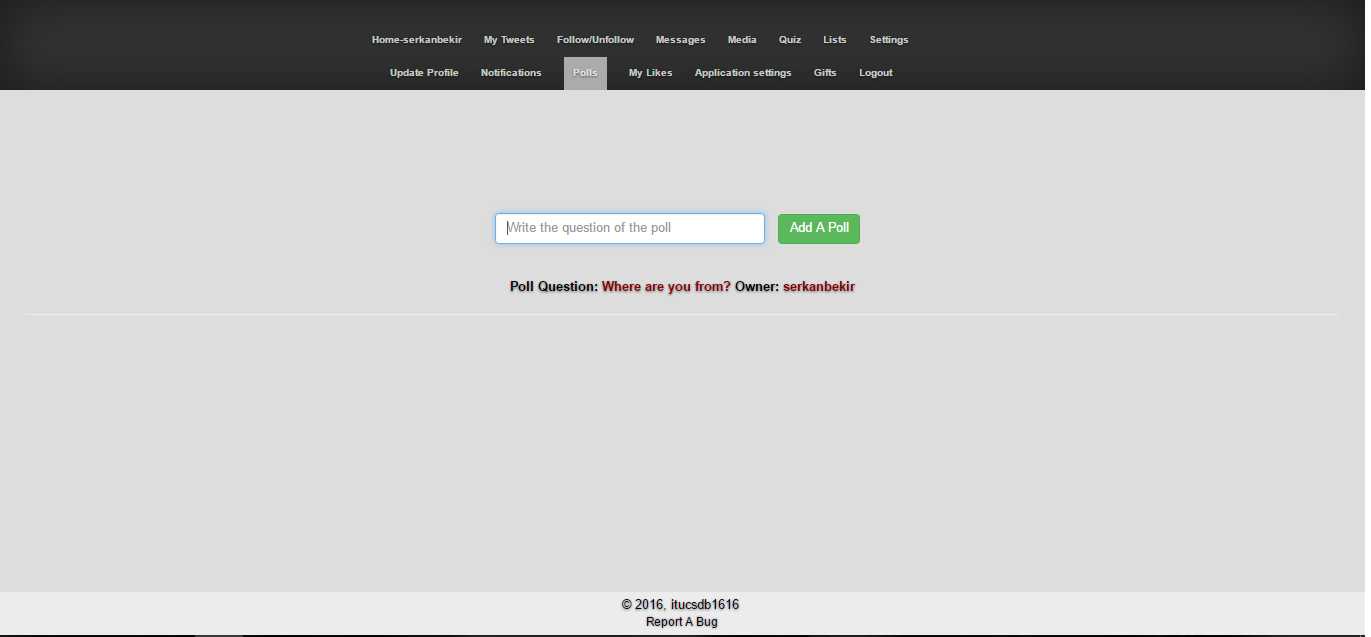 Home-serkanbekir My Tweets Follow/Unfollow Messages Media Quiz Lists Settings
Update Profile Notifications Polls My Likes Application settings Gifts Logout
Write the question of the poll Add A Poll
Poll Question: Where are you from? Owner: serkanbekir
© 2016, itucsdb1616
Report A Bug